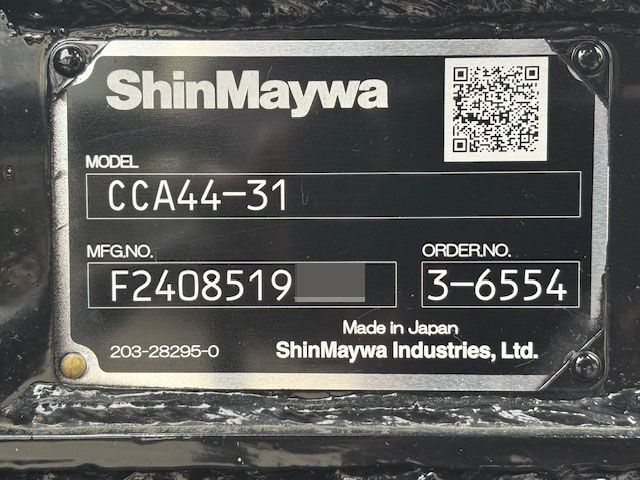 ShinMaywa
MODEL
CCA44-31
MFG.NO.
ORDER.NO.
F2408519
3-6554
Made in Japan
203-28295-0
ShinMaywa Industries, Ltd.